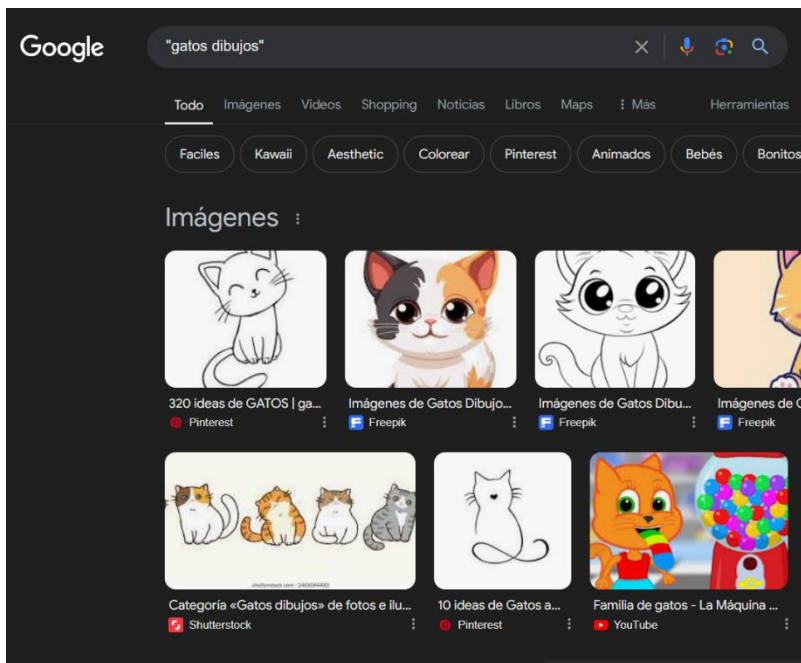 Google
"gatos dibujos"
Todo Imágenes Videos Shopping Noticias Libros Maps Más Herramientas
Faciles Kawaii Aesthetic Colorear Pinterest Animados Bebés Bonitos
Imágenes
320 ideas de GATOS | ga... Imágenes de Gatos Dibujo... Imágenes de Gatos Dibu... Imágenes de
Pinterest Freepik Freepik Freepik
shutterstock.com · 2400044483
Categoría «Gatos dibujos» de fotos e ilu... 10 ideas de Gatos a... Familia de gatos - La Máquina ...
Shutterstock Pinterest YouTube